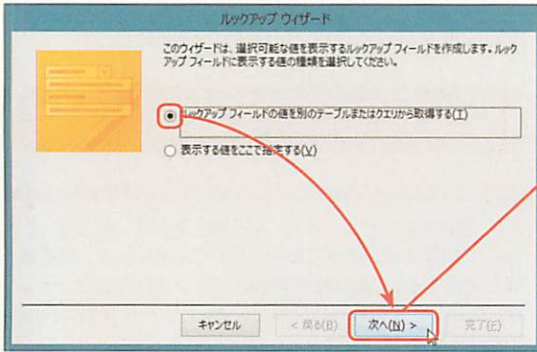 ルックアップ ウィザード
このウィザードは、選択可能な値を表示するルックアップ フィールドを作成します。ルック
アップ フィールドに表示する値の種類を選択してください。
ルックアップ フィールドの値を別のテーブルまたはクエリから取得する(I)
表示する値をここで指定する(V)
キャンセル < 戻る(B) 次へ(N) > 完了(F)